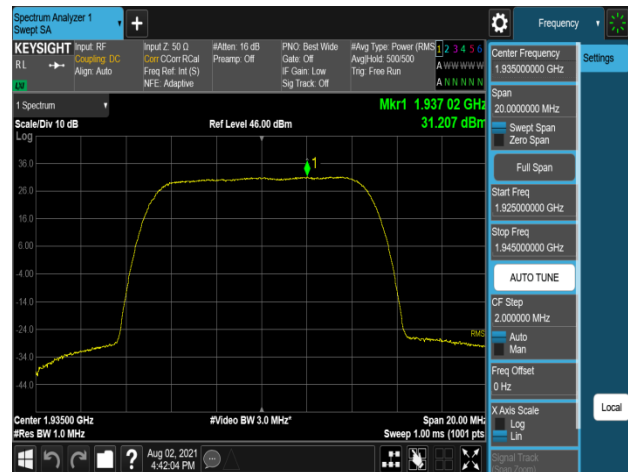 Spectrum Analyzer 1
Swept SA
Frequency
KEYSIGHT
Input: RF
Coupling: DC
Align: Auto
RL
Input Z: 50 Ω
Corr CCorr RCal
Freq Ref: Int (S)
NFE: Adaptive
#Atten: 16 dB
Preamp: Off
PNO: Best Wide
Gate: Off
IF Gain: Low
Sig Track: Off
#Avg Type: Power (RMS
Avg|Hold: 500/500
Trig: Free Run
1 2 3 4 5 6
A W W W W W
A N N N N N
LXI
1 Spectrum
Scale/Div 10 dB
Log
Ref Level 46.00 dBm
Mkr1 1.937 02 GHz
31.207 dBm
1
36.0
26.0
16.0
6.00
-4.00
-14.0
-24.0
-34.0
-44.0
RMS
Center 1.93500 GHz
#Res BW 1.0 MHz
#Video BW 3.0 MHz*
Span 20.00 MHz
Sweep 1.00 ms (1001 pts
Aug 02, 2021
4:42:04 PM
Center Frequency
1.935000000 GHz
Span
20.0000000 MHz
Swept Span
Zero Span
Full Span
Start Freq
1.925000000 GHz
Stop Freq
1.945000000 GHz
AUTO TUNE
CF Step
2.000000 MHz
Auto
Man
Freq Offset
0 Hz
X Axis Scale
Log
Lin
Signal Track
(Span Zoom)
Settings
Local